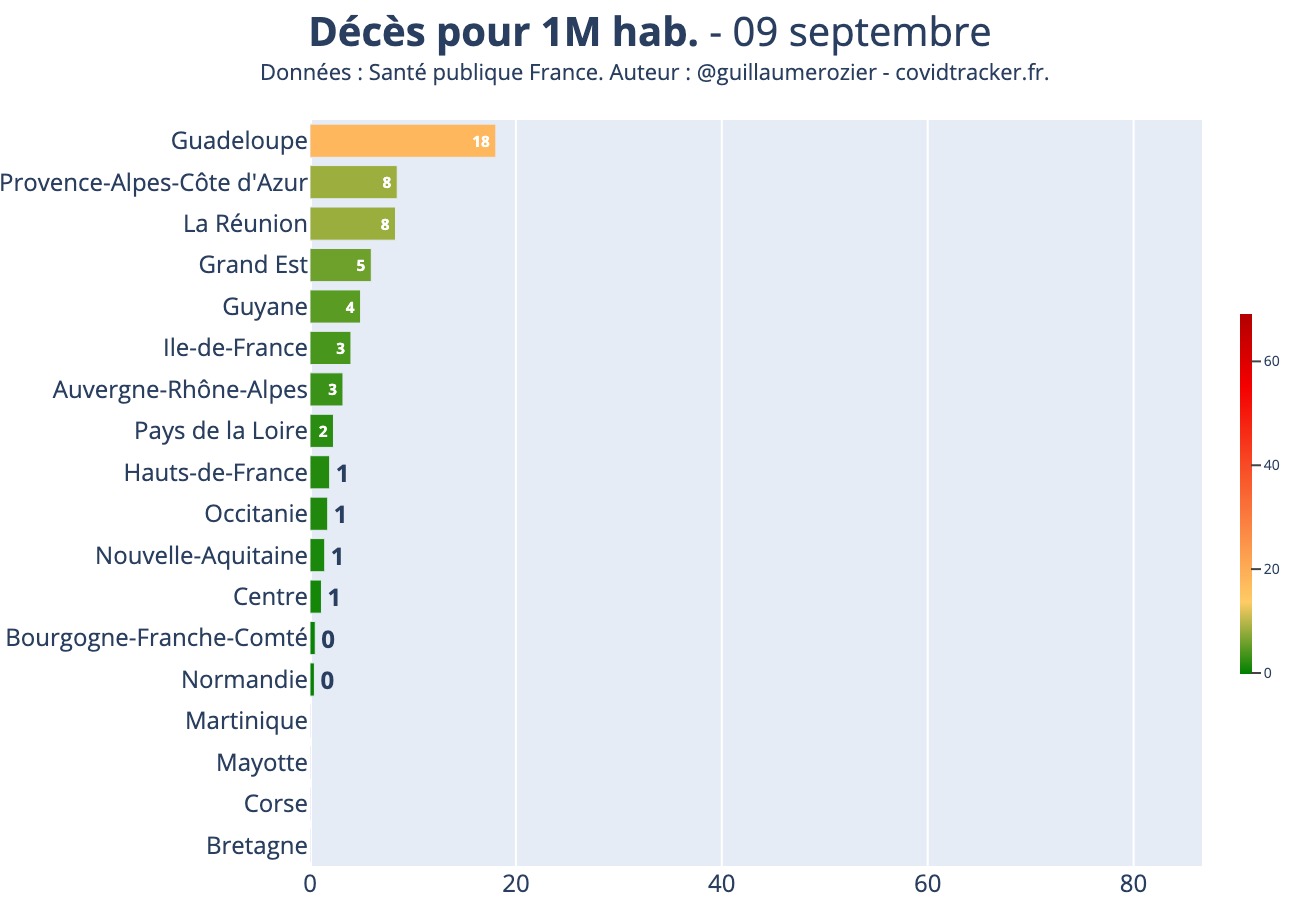 Décès pour 1M hab. - 09 septembre
Données : Santé publique France. Auteur : @guillaumerozier - covidtracker.fr.
Guadeloupe 18
Provence-Alpes-Côte d'Azur 8
La Réunion 8
Grand Est 5
Guyane 4
Ile-de-France 3
Auvergne-Rhône-Alpes 3
Pays de la Loire 2
Hauts-de-France 1
Occitanie 1
Nouvelle-Aquitaine 1
Centre 1
Bourgogne-Franche-Comté 0
Normandie 0
Martinique
Mayotte
Corse
Bretagne
0 20 40 60 80
60
40
20
0